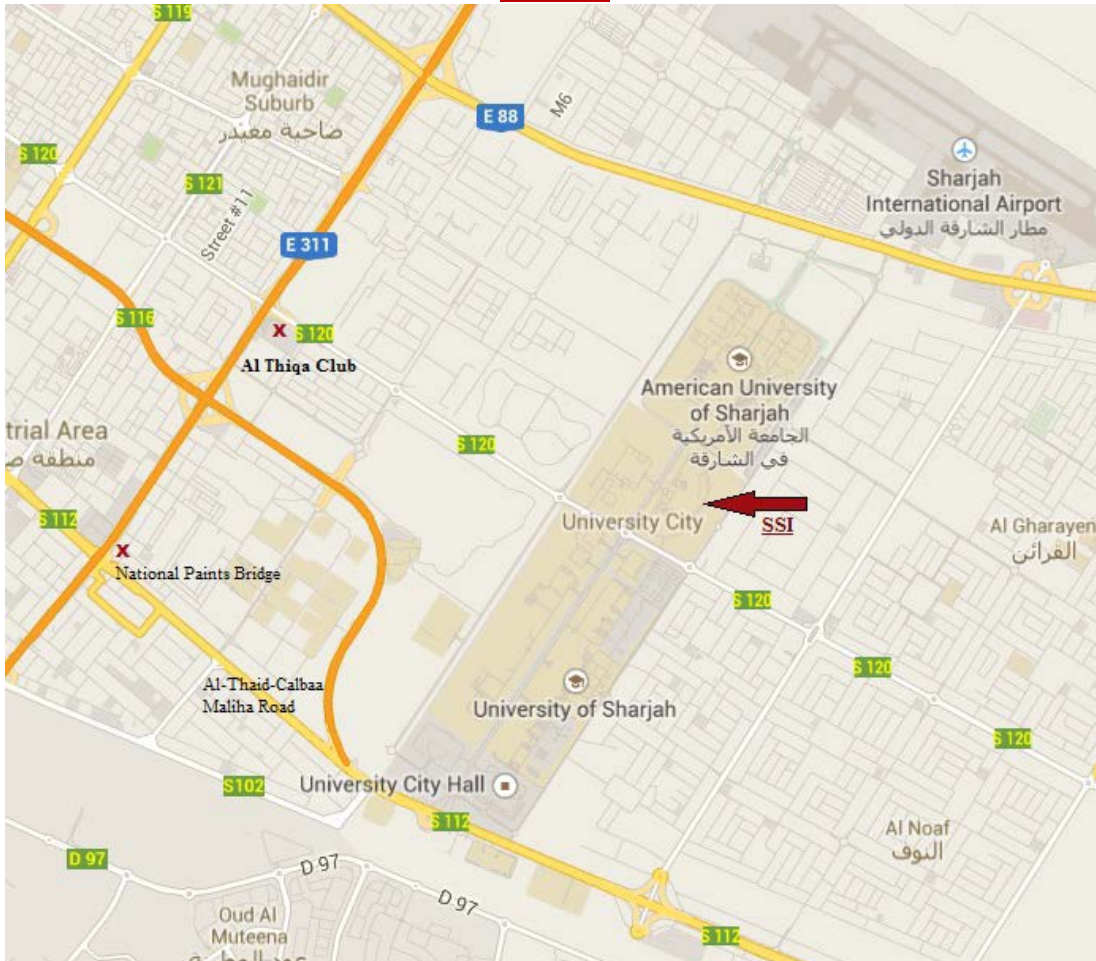 S 119
Mughaidir
Suburb
ضاحية مغيدر
E 88
M6
S 120
S 121
Street #11
Sharjah
International Airport
مطار الشارقة الدولي
E 311
S 116
S 120
Al Thiqa Club
American University
of Sharjah
الجامعة الأمريكية
في الشارقة
trial Area
منطقة ص
S 120
S 112
University City
SSI
Al Gharayen
القرائن
National Paints Bridge
S 120
S 120
Al-Thaid-Calbaa
Maliha Road
University of Sharjah
S 120
S102
University City Hall
S 112
Al Noaf
النوف
D 97
D 97
D 97
Oud Al
Muteena
S 112